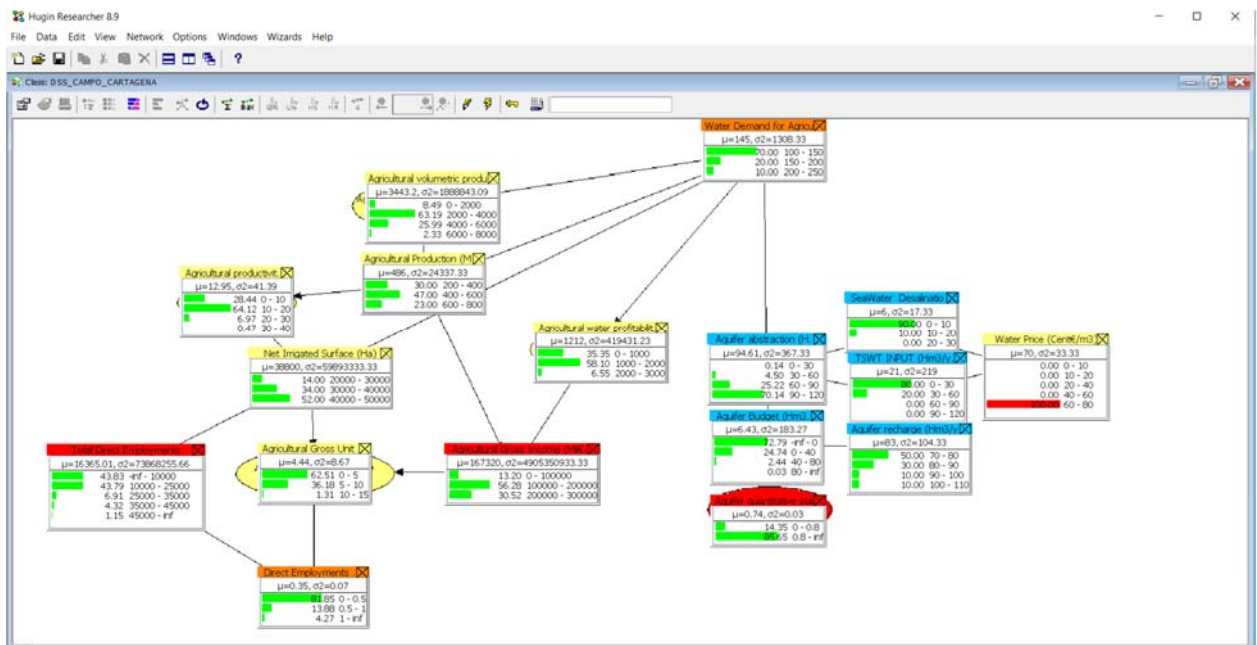 Hugin Researcher 8.9
File Data Edit View Network Options Windows Wizards Help
Class: DSS_CAMPO_CARTAGENA
Water Demand for Agricu
μ=145, σ2=1308.33
70.00 100 - 150
20.00 150 - 200
10.00 200 - 250
Agricultural volumetric produ
μ=3443.2, σ2=1888843.09
8.49 0 - 2000
63.19 2000 - 4000
25.99 4000 - 6000
2.33 6000 - 8000
Agricultural Production (M
μ=486, σ2=24337.33
30.00 200 - 400
47.00 400 - 600
23.00 600 - 800
Agricultural productivit.
μ=12.95, σ2=41.39
28.44 0 - 10
64.12 10 - 20
6.97 20 - 30
0.47 30 - 40
SeaWater Desalinatio
μ=6, σ2=17.33
90.00 0 - 10
10.00 10 - 20
0.00 20 - 30
Agricultural water profitabilit.
μ=1212, σ2=419431.23
35.35 0 - 1000
58.10 1000 - 2000
6.55 2000 - 3000
Aquifer abstraction (H.
μ=94.61, σ2=367.33
0.14 0 - 30
4.50 30 - 60
25.22 60 - 90
70.14 90 - 120
Water Price (Cent€/m3
μ=70, σ2=33.33
0.00 0 - 10
0.00 10 - 20
0.00 20 - 40
0.00 40 - 60
100.00 60 - 80
TSWT INPUT (Hm3/y
μ=21, σ2=219
80.00 0 - 30
20.00 30 - 60
0.00 60 - 90
0.00 90 - 120
Net Irrigated Surface (Ha)
μ=38800, σ2=59893333.33
14.00 20000 - 30000
34.00 30000 - 40000
52.00 40000 - 50000
Aquifer Budget (Hm3.
μ=6.43, σ2=183.27
72.79 -inf - 0
24.74 0 - 40
2.44 40 - 80
0.03 80 - inf
Aquifer recharge (Hm3/y
μ=83, σ2=104.33
50.00 70 - 80
30.00 80 - 90
10.00 90 - 100
10.00 100 - 110
Total Direct Employments
μ=16365.01, σ2=73868255.66
43.83 -inf - 10000
43.79 10000 - 25000
6.91 25000 - 35000
4.32 35000 - 45000
1.15 45000 - inf
Agricultural Gross Unit
μ=4.44, σ2=8.67
62.51 0 - 5
36.18 5 - 10
1.31 10 - 15
Agricultural Gross Income (M€
μ=167320, σ2=4905350933.33
13.20 0 - 100000
56.28 100000 - 200000
30.52 200000 - 300000
Aquifer quantitative sta
μ=0.74, σ2=0.03
14.35 0 - 0.8
85.65 0.8 - inf
Direct Employments
μ=0.35, σ2=0.07
81.85 0 - 0.5
13.88 0.5 - 1
4.27 1 - inf